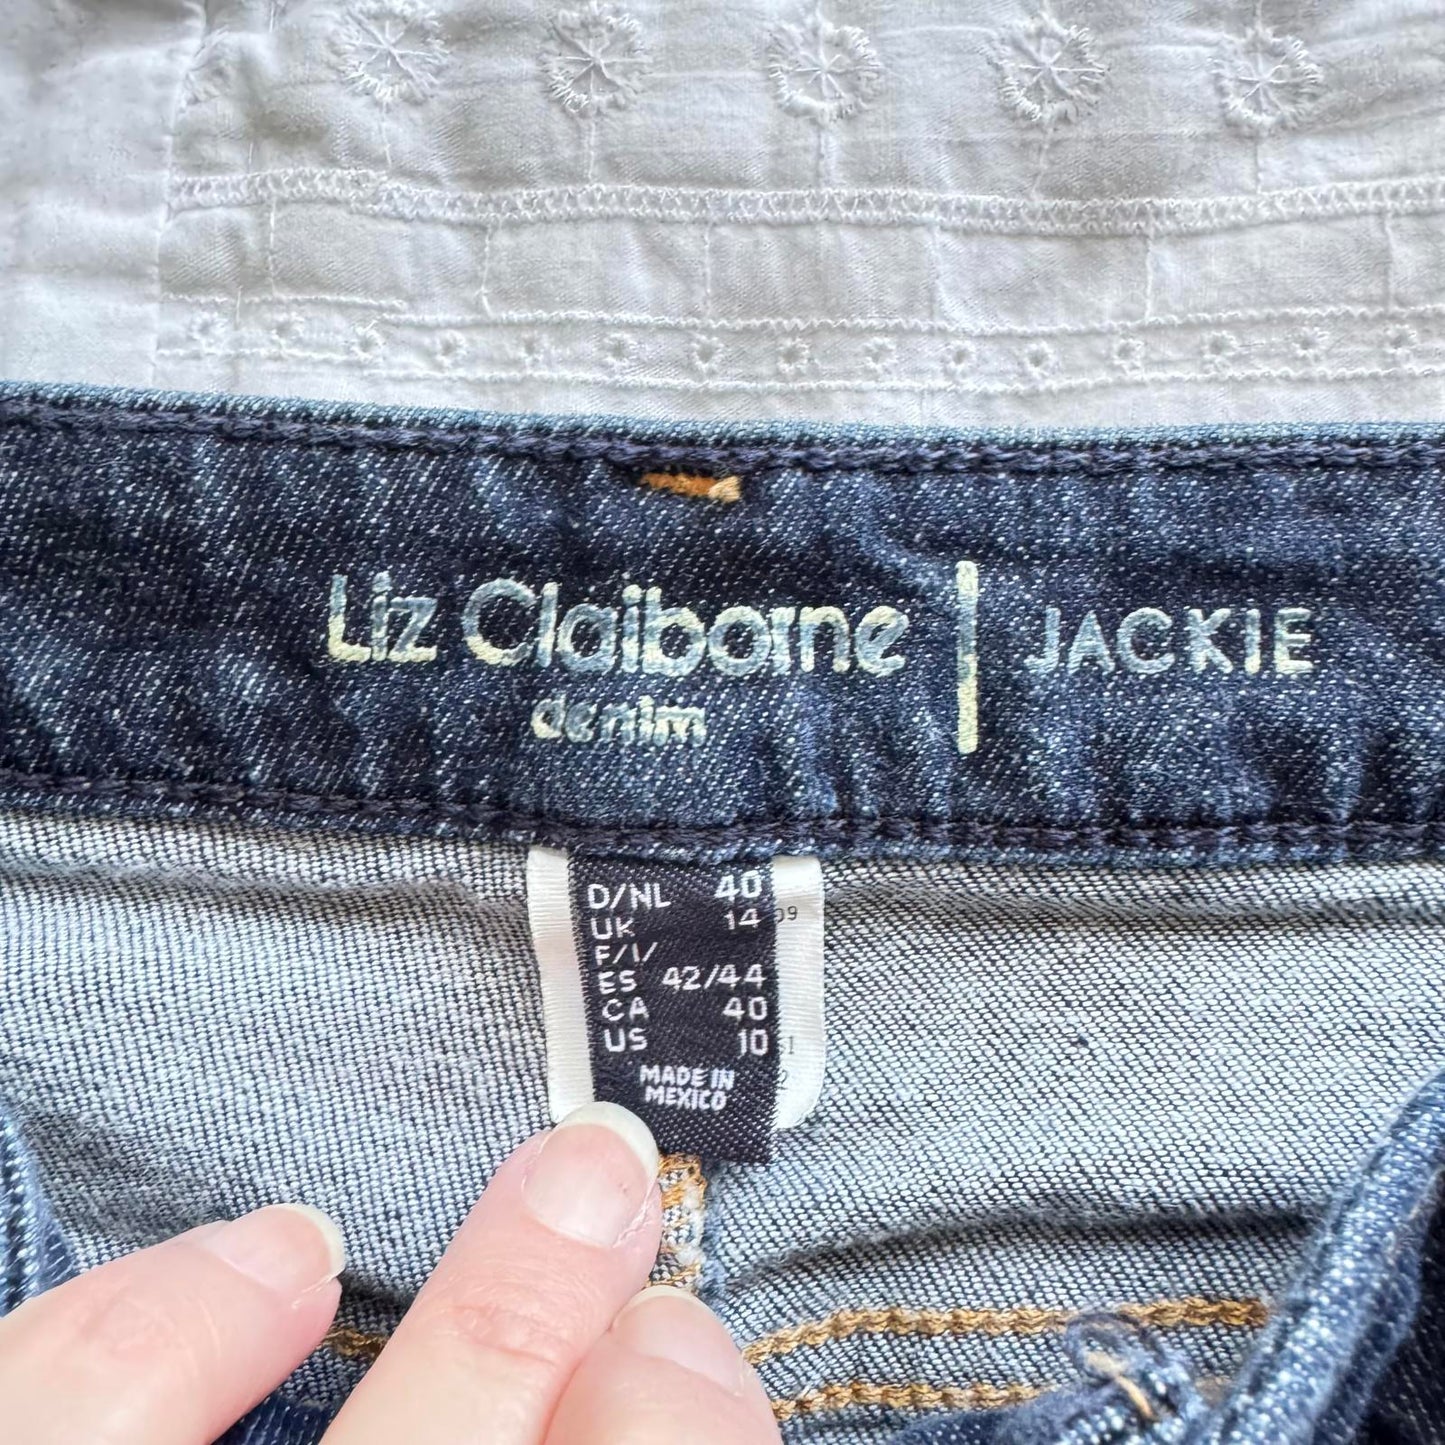 Liz Claiborne | JACKIE
denim
D/NL 40
UK 14
F/I/
ES 42/44
CA 40
US 10
MADE IN
MEXICO